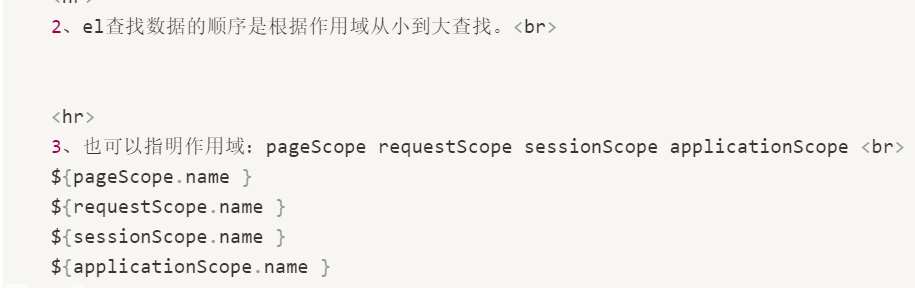 2、el查找数据的顺序是根据作用域从小到大查找。<br>
<hr>
3、也可以指明作用域：pageScope requestScope sessionScope applicationScope <br>
${pageScope.name }
${requestScope.name }
${sessionScope.name }
${applicationScope.name }